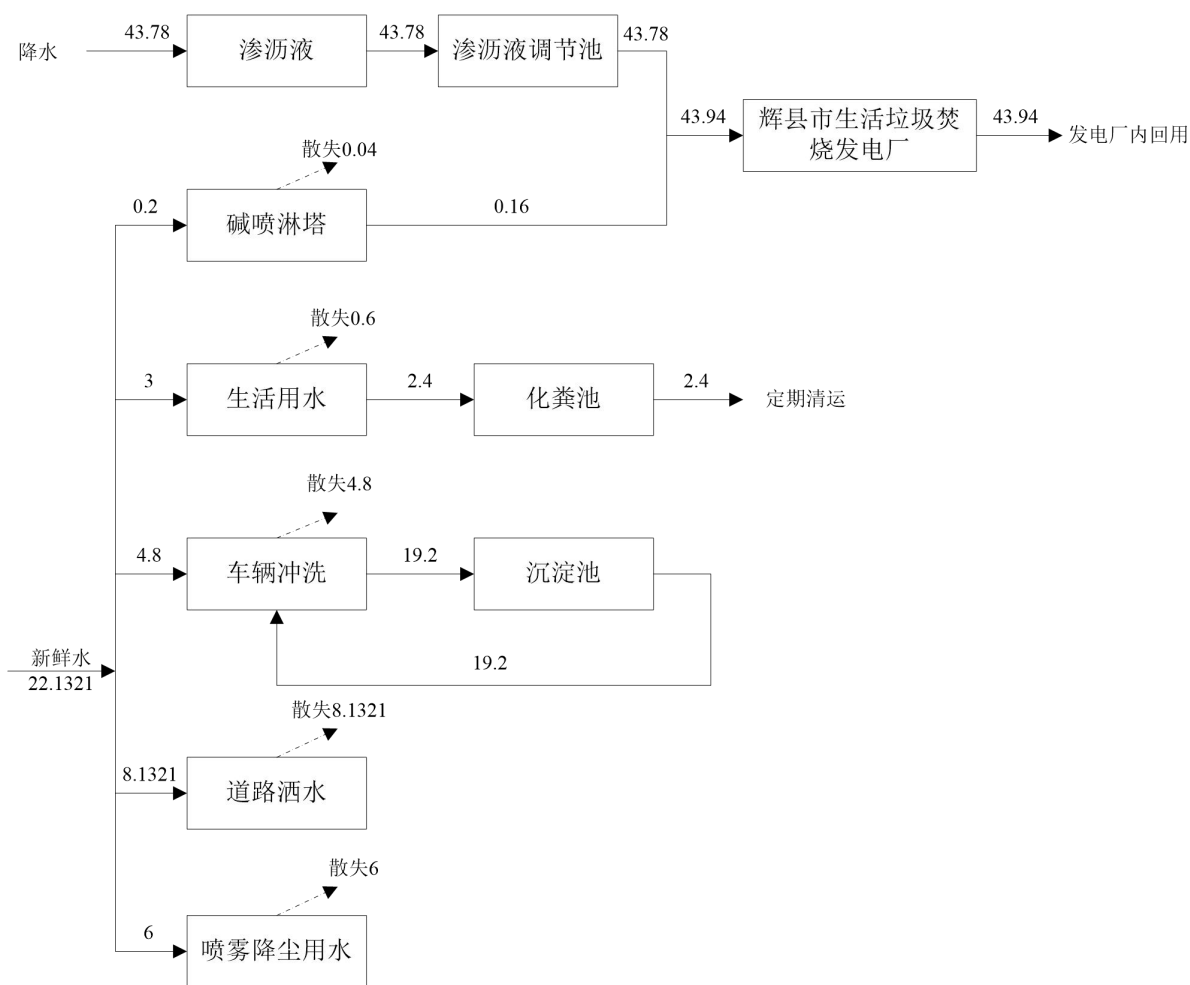 降水
43.78
渗沥液
43.78
渗沥液调节池
43.78
43.94
辉县市生活垃圾焚
烧发电厂
43.94
发电厂内回用
散失0.04
0.2
碱喷淋塔
0.16
散失0.6
3
生活用水
2.4
化粪池
2.4
定期清运
散失4.8
4.8
车辆冲洗
19.2
沉淀池
19.2
新鲜水
22.1321
散失8.1321
8.1321
道路洒水
散失6
6
喷雾降尘用水